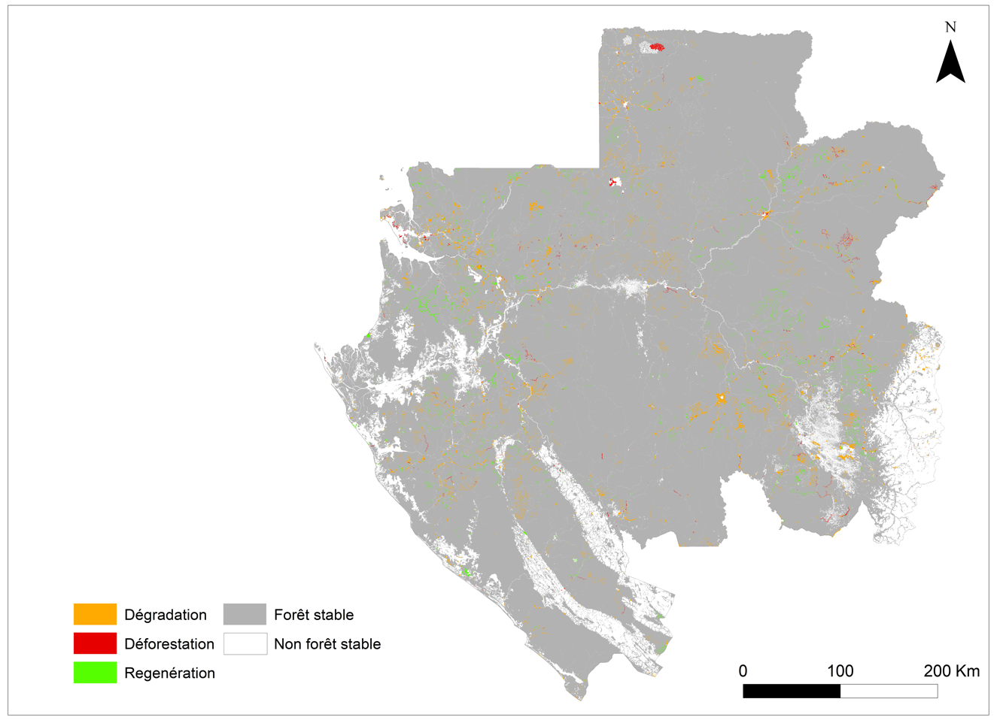 N
Dégradation
Forêt stable
Déforestation
Non forêt stable
Regenération
0 100 200 Km